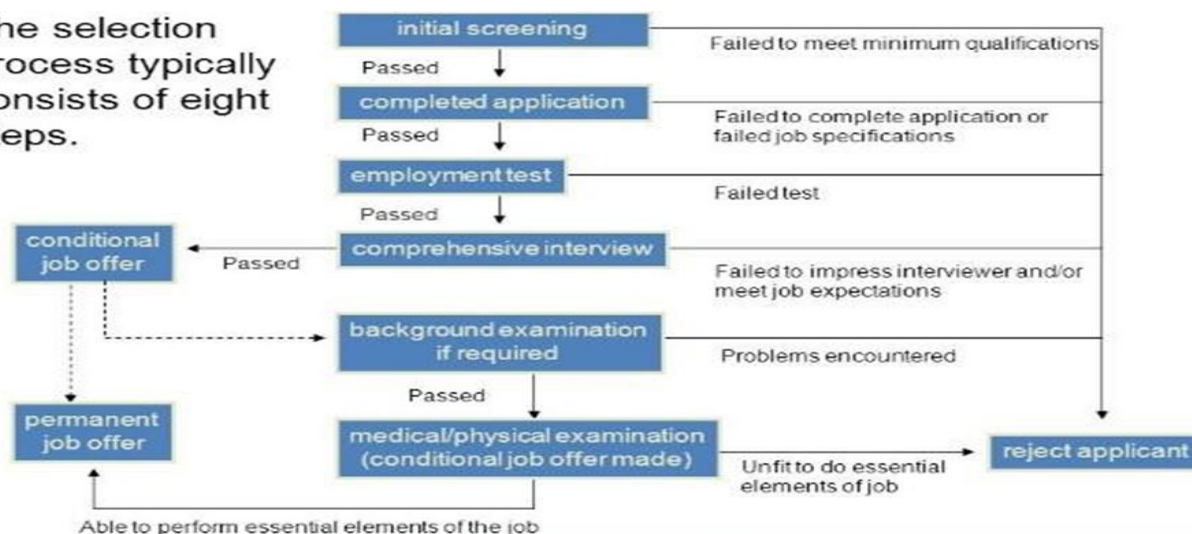 he selection
rocess typically
onsists of eight
eps.
initial screening
Failed to meet minimum qualifications
Passed
completed application
Failed to complete application or
failed job specifications
Passed
employment test
Failed test
Passed
comprehensive interview
Failed to impress interviewer and/or
meet job expectations
Passed
conditional
job offer
background examination
if required
Problems encountered
Passed
permanent
job offer
medical/physical examination
(conditional job offer made)
Unfit to do essential
elements of job
reject applicant
Able to perform essential elements of the job